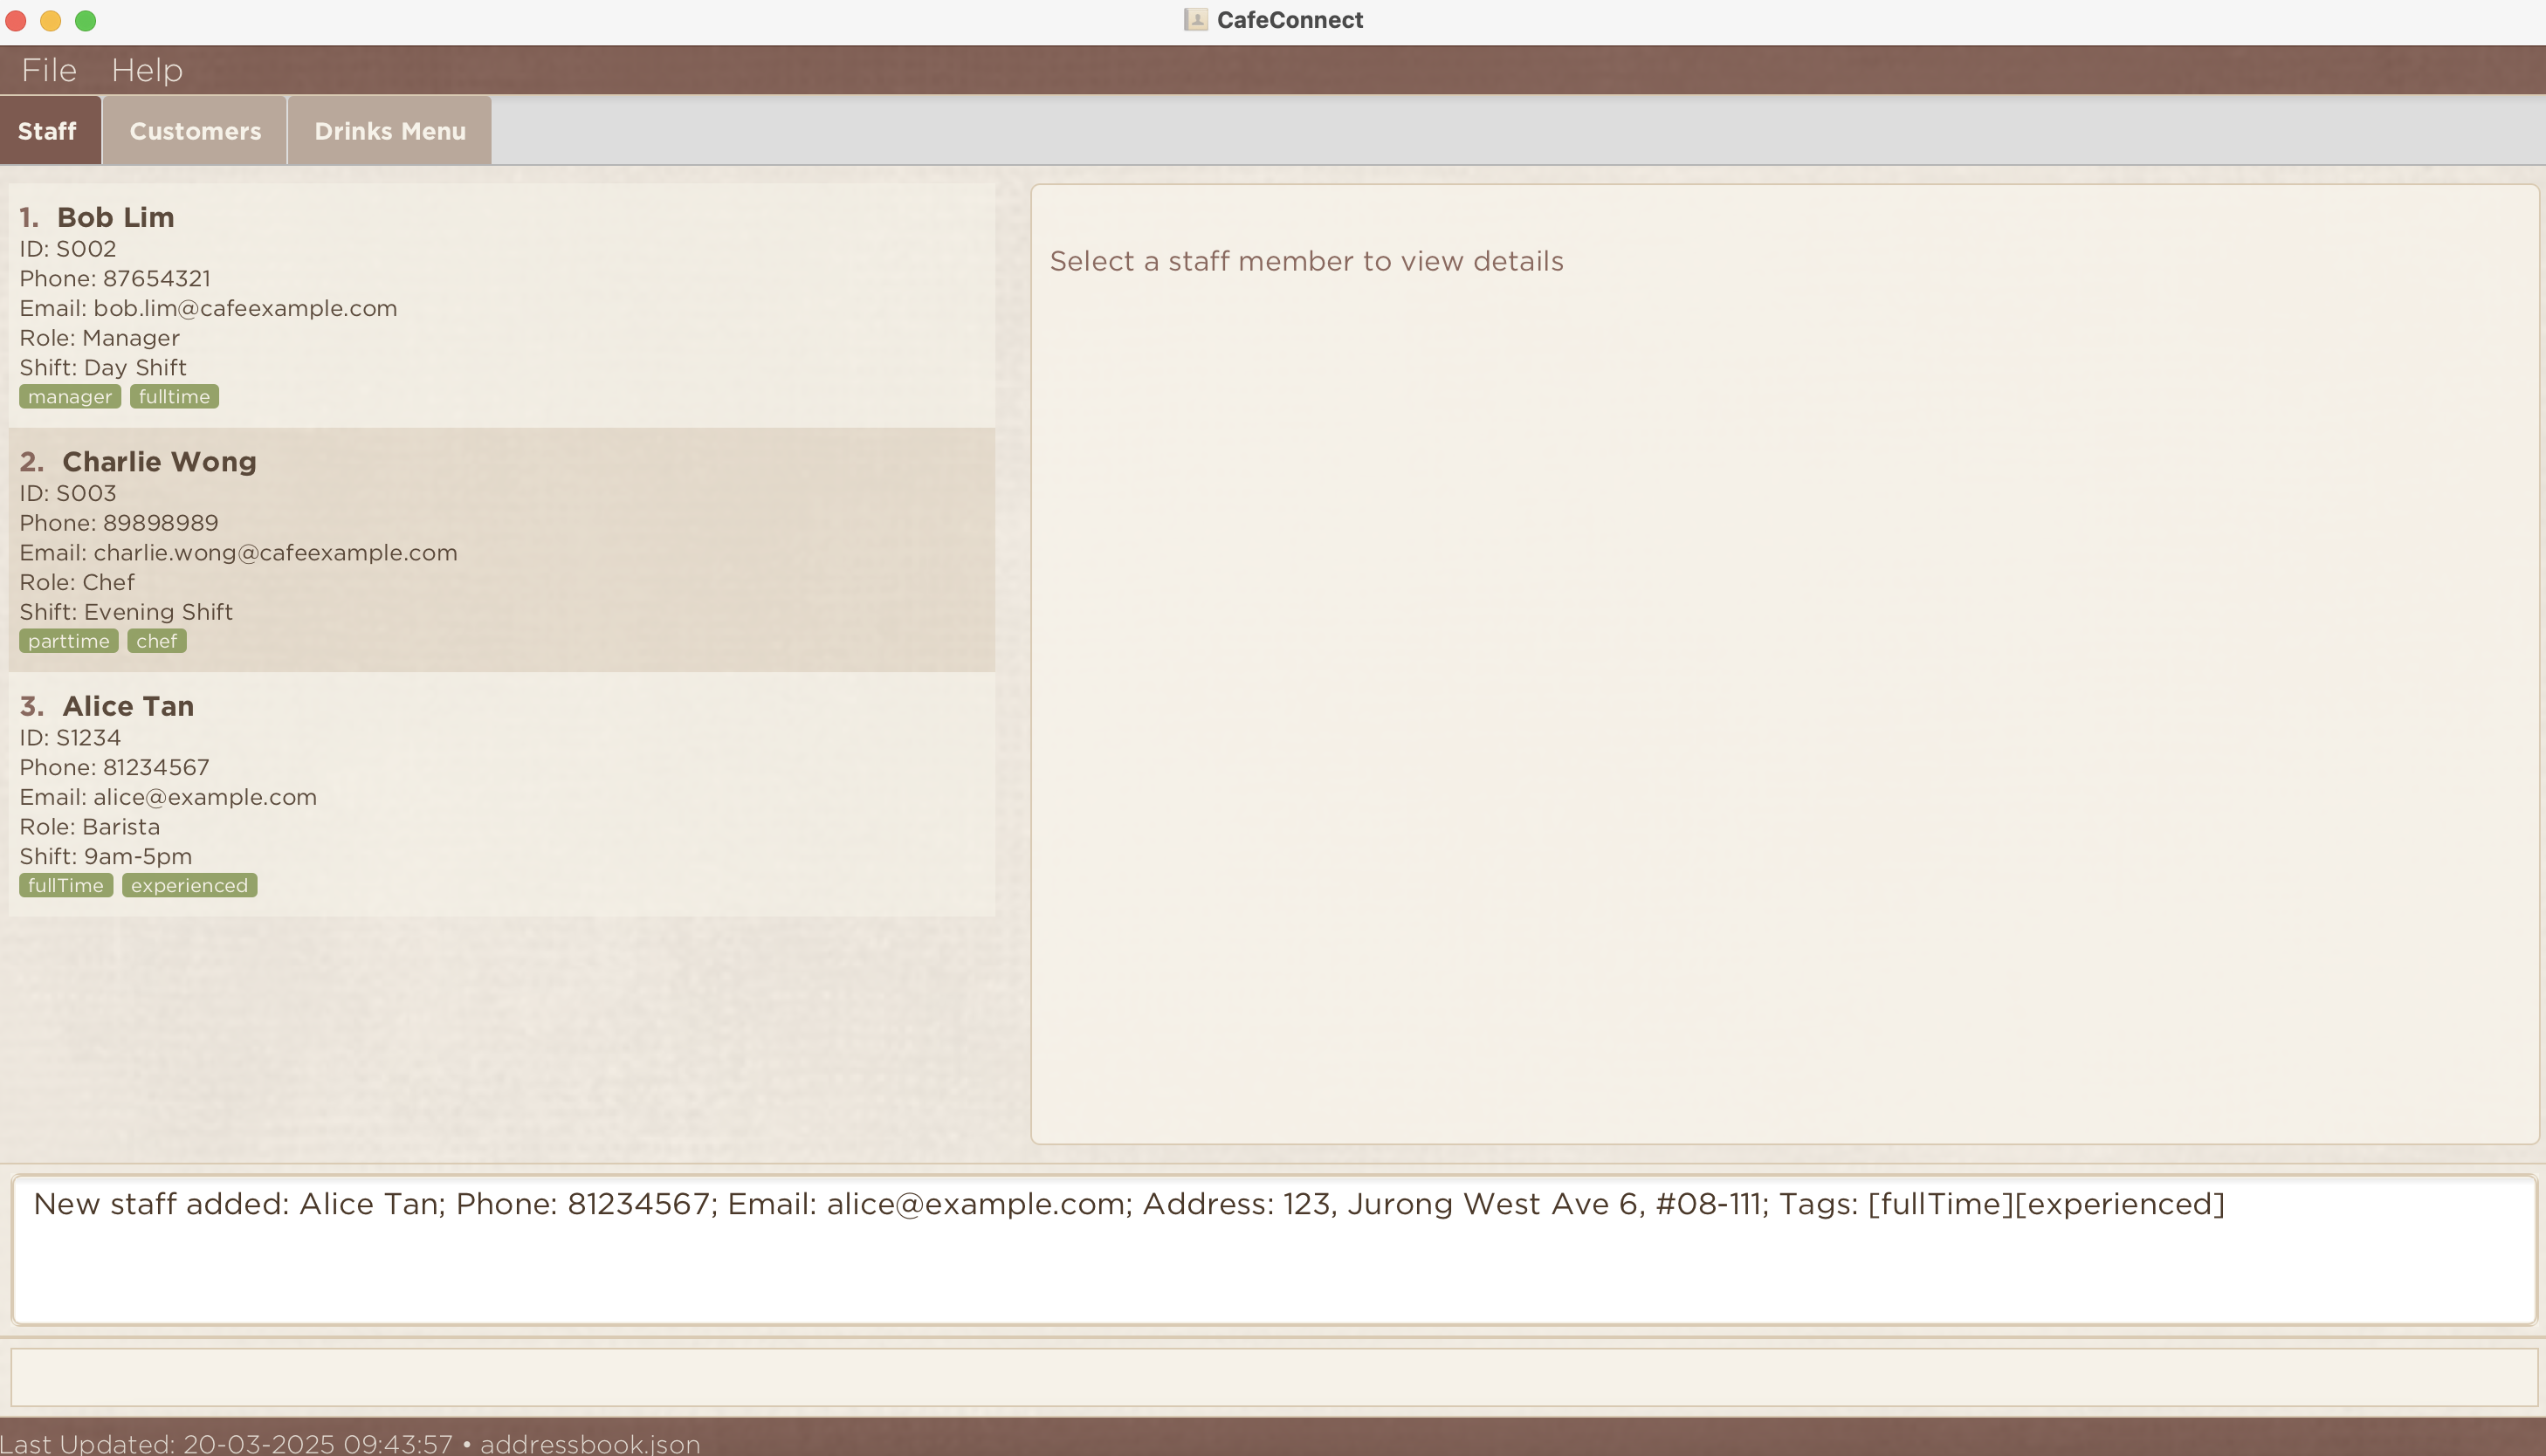 CafeConnect
File Help
Staff Customers Drinks Menu
1. Bob Lim
ID: S002
Phone: 87654321
Email: bob.lim@cafeexample.com
Role: Manager
Shift: Day Shift
manager fulltime
2. Charlie Wong
ID: S003
Phone: 89898989
Email: charlie.wong@cafeexample.com
Role: Chef
Shift: Evening Shift
parttime chef
3. Alice Tan
ID: S1234
Phone: 81234567
Email: alice@example.com
Role: Barista
Shift: 9am-5pm
fullTime experienced
Select a staff member to view details
New staff added: Alice Tan; Phone: 81234567; Email: alice@example.com; Address: 123, Jurong West Ave 6, #08-111; Tags: [fullTime][experienced]
Last Updated: 20-03-2025 09:43:57 • addressbook.json